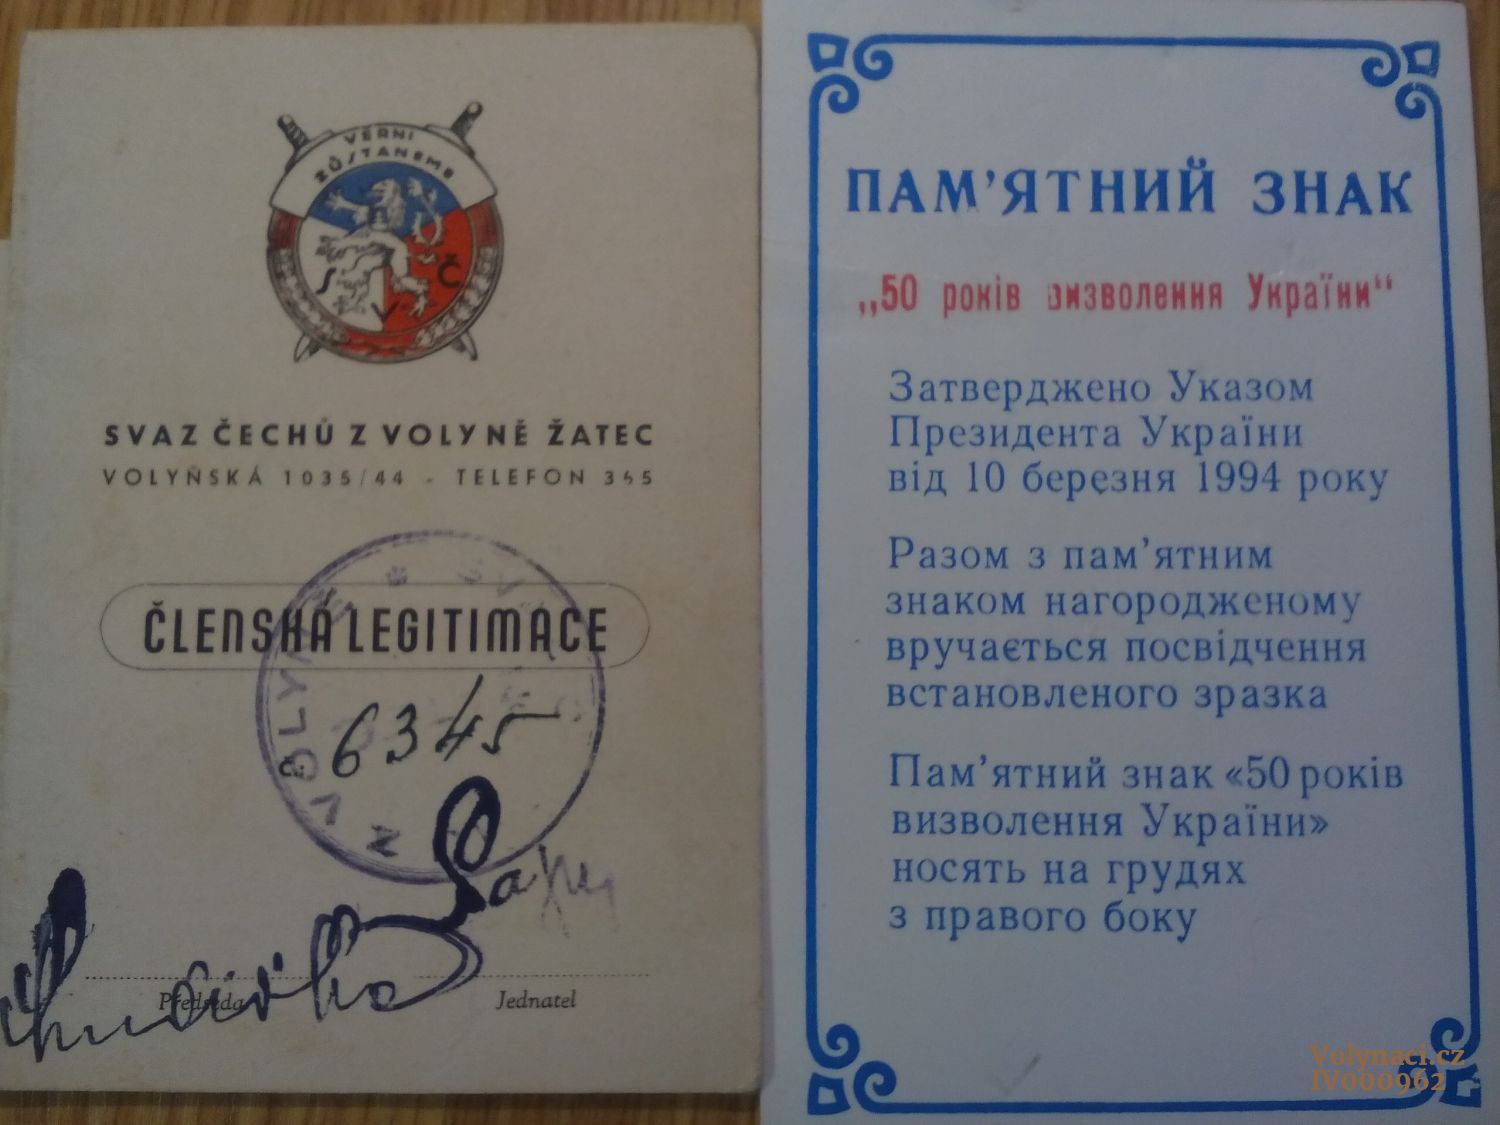 VĚRNI
ZŮSTANEME
S V Č
SVAZ ČECHŮ Z VOLYNĚ ŽATEC
VOLYŇSKÁ 1035/44 - TELEFON 365
ČLENSKÁ LEGITIMACE
Z VOLYNĚ
6345
Předseda
Jednatel
ПАМ’ЯТНИЙ ЗНАК
„50 років визволення України“
Затверджено Указом
Президента України
від 10 березня 1994 року
Разом з пам’ятним
знаком нагородженому
вручається посвідчення
встановленого зразка
Пам’ятний знак «50 років
визволення України»
носять на грудях
з правого боку
Volynaci.cz
IV000962